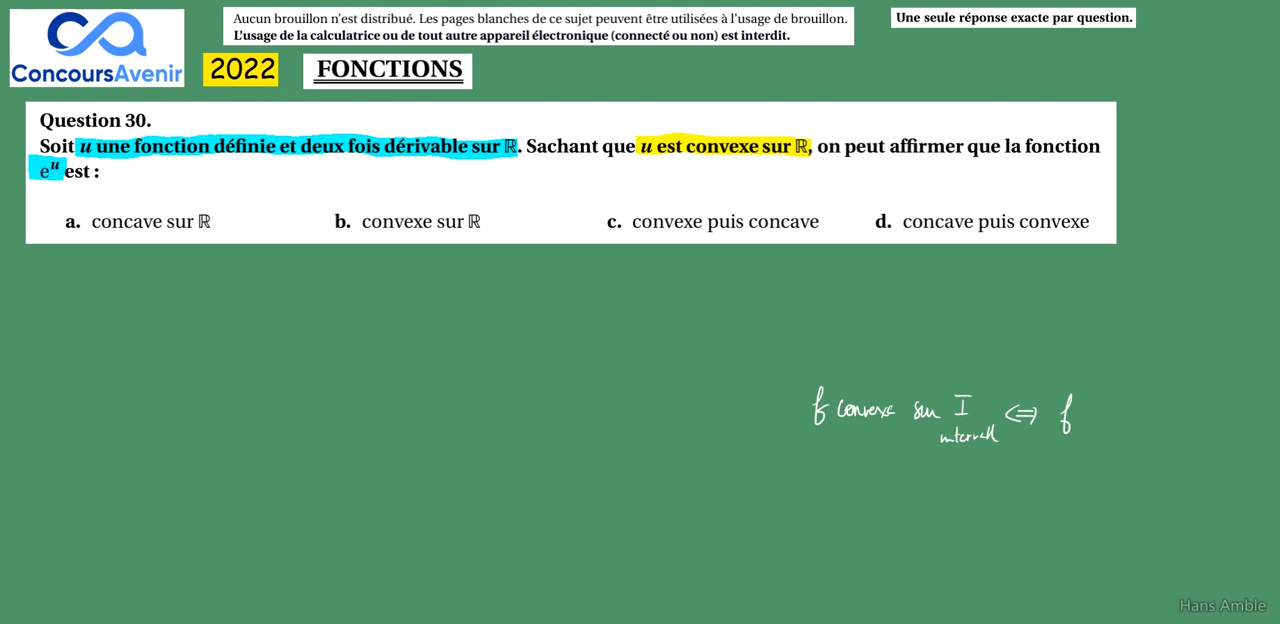 Aucun brouillon n'est distribué. Les pages blanches de ce sujet peuvent être utilisées à l'usage de brouillon.
L'usage de la calculatrice ou de tout autre appareil électronique (connecté ou non) est interdit.
Une seule réponse exacte par question.
ConcoursAvenir
2022
FONCTIONS
Question 30.
Soit u une fonction définie et deux fois dérivable sur ℝ. Sachant que u est convexe sur ℝ, on peut affirmer que la fonction
eᵘ est :
a. concave sur ℝ
b. convexe sur ℝ
c. convexe puis concave
d. concave puis convexe
f convexe sur I ⇔ f
intervall
Hans Amble